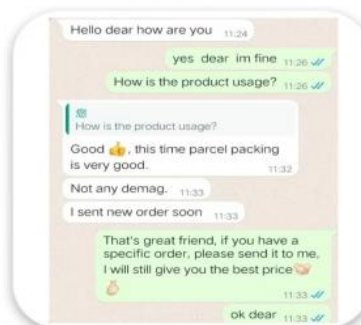 Hello dear how are you 11:24
yes dear im fine 11:26
How is the product usage? 11:26
您
How is the product usage?
Good 👍, this time parcel packing
is very good. 11:32
Not any demag. 11:33
I sent new order soon 11:33
That's great friend, if you have a
specific order, please send it to me,
I will still give you the best price
11:33
ok dear 11:33